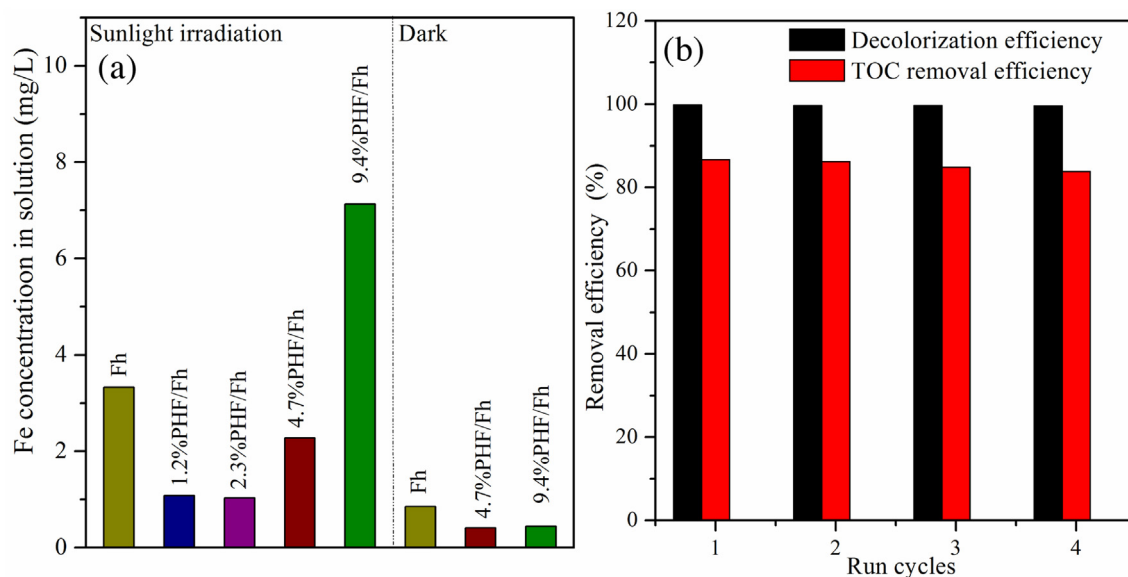 Sunlight irradiation
Dark
(a)
Fe concentratioon in solution (mg/L)
10
8
6
4
2
0
Fh
1.2%PHF/Fh
2.3%PHF/Fh
4.7%PHF/Fh
9.4%PHF/Fh
Fh
4.7%PHF/Fh
9.4%PHF/Fh
(b)
Decolorization efficiency
TOC removal efficiency
Removal efficiency (%)
120
100
80
60
40
20
0
1 2 3 4
Run cycles